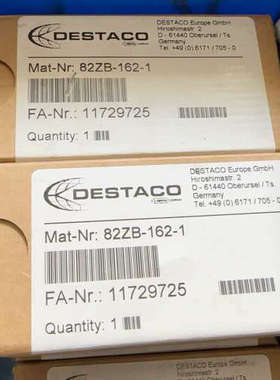 DESTACO
DESTACO Europe GmbH
Hiroshimastr. 2
D - 61440 Oberursel / Ts.
Germany
Tel. +49 (0) 6171 / 705 - 0
Mat-Nr: 82ZB-162-1
FA-Nr.: 11729725
Quantity: 1
DESTACO
DESTACO Europe.GmbH
Hiroshimastr. 2
D - 61440 Oberursel / Ts.
Germany
Tel. +49 (0) 6171 / 705 - 0
Mat-Nr: 82ZB-162-1
FA-Nr.: 11729725
Quantity: 1